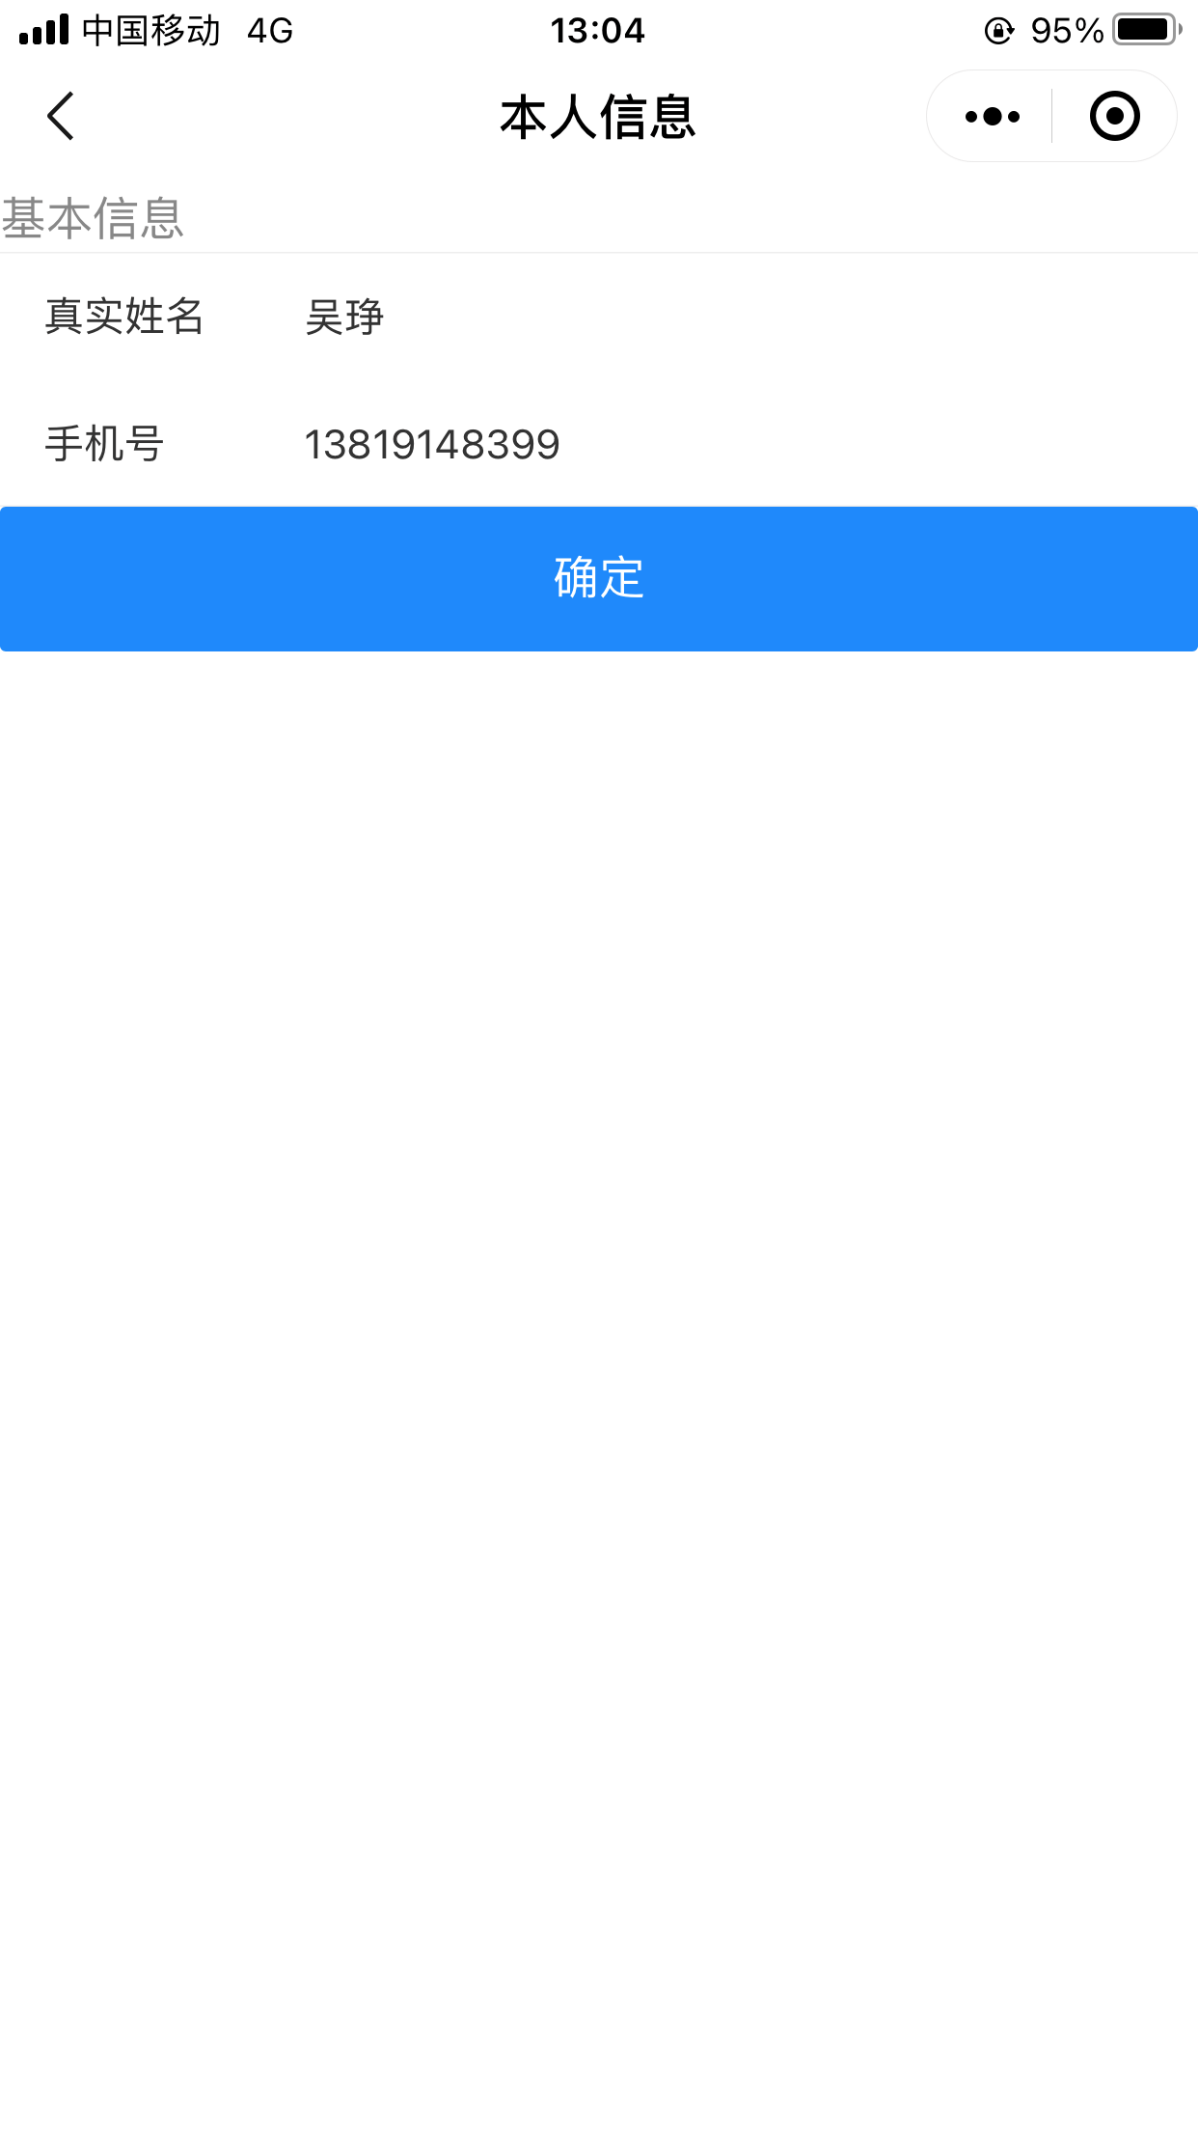 中国移动 4G 13:04 95%
本人信息
基本信息
真实姓名 吴琤
手机号 13819148399
确定